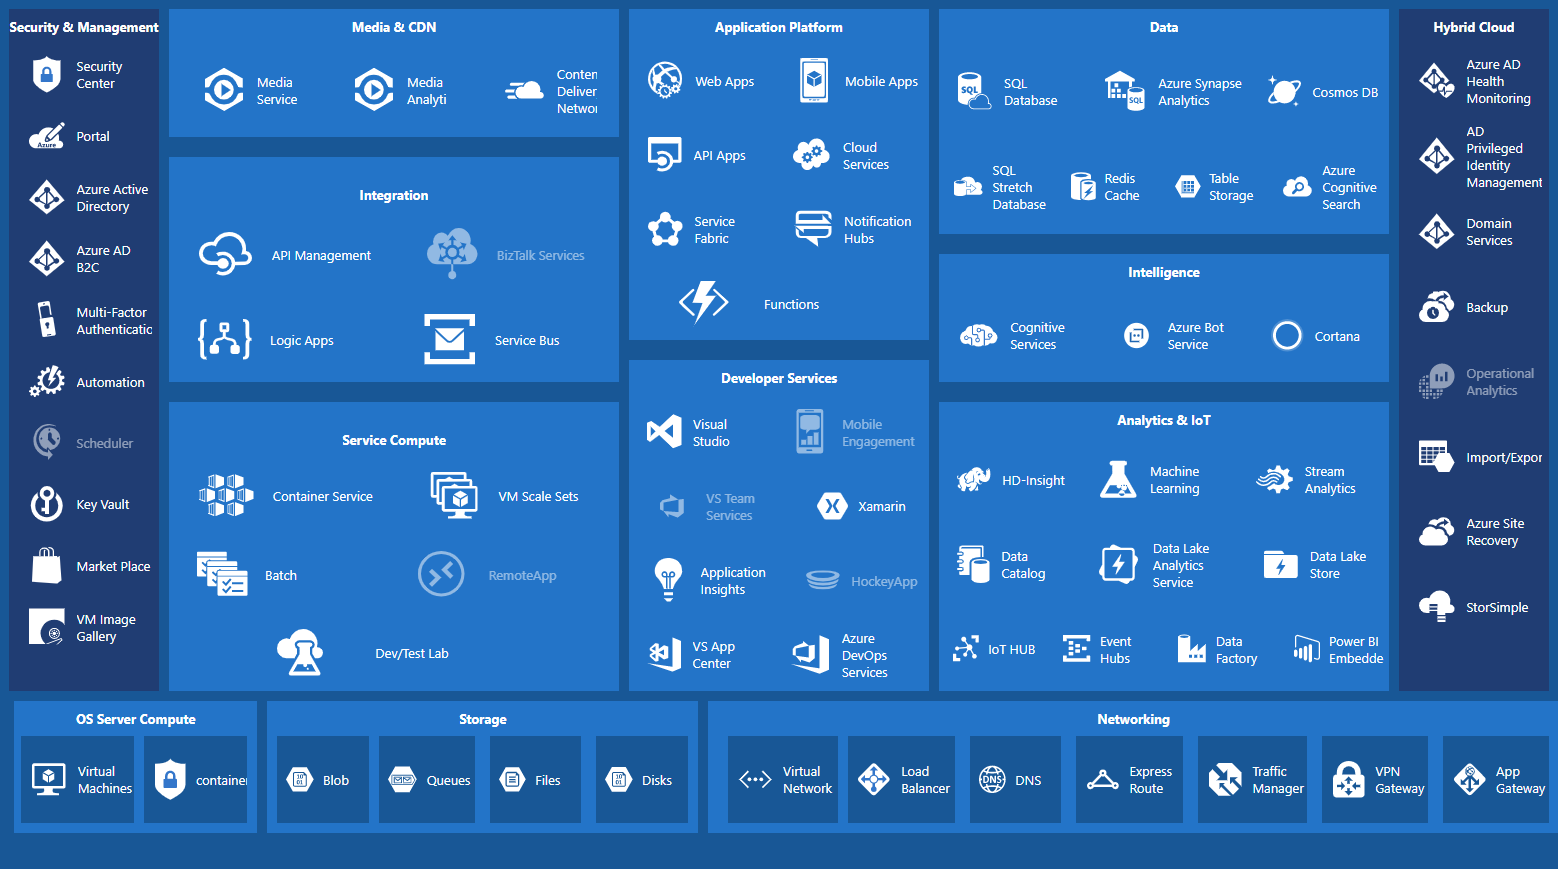 Security & Management
Security
Center
Portal
Azure
Azure Active
Directory
Azure AD
B2C
Multi-Factor
Authenticatic
Automation
Scheduler
Key Vault
Market Place
VM Image
Gallery
Media & CDN
Media
Service
Media
Analyti
Conten
Deliver
Networ
Integration
API Management
BizTalk Services
Logic Apps
Service Bus
Service Compute
Container Service
VM Scale Sets
Batch
RemoteApp
Dev/Test Lab
Application Platform
Web Apps
Mobile Apps
API Apps
Cloud
Services
Service
Fabric
Notification
Hubs
Functions
Developer Services
Visual
Studio
Mobile
Engagement
VS Team
Services
Xamarin
Application
Insights
HockeyApp
VS App
Center
Azure
DevOps
Services
Data
SQL
SQL
Database
SQL
Azure Synapse
Analytics
Cosmos DB
SQL
Stretch
Database
Redis
Cache
Table
Storage
Azure
Cognitive
Search
Intelligence
Cognitive
Services
Azure Bot
Service
Cortana
Analytics & IoT
HD-Insight
Machine
Learning
Stream
Analytics
Data
Catalog
Data Lake
Analytics
Service
Data Lake
Store
IoT HUB
Event
Hubs
Data
Factory
Power BI
Embedde
Hybrid Cloud
Azure AD
Health
Monitoring
AD
Privileged
Identity
Management
Domain
Services
Backup
Operational
Analytics
Import/Expor
Azure Site
Recovery
StorSimple
OS Server Compute
Virtual
Machines
container
Storage
10
01
Blob
Queues
Files
10
01
Disks
Networking
Virtual
Network
Load
Balancer
DNS
DNS
Express
Route
Traffic
Manager
VPN
Gateway
App
Gateway